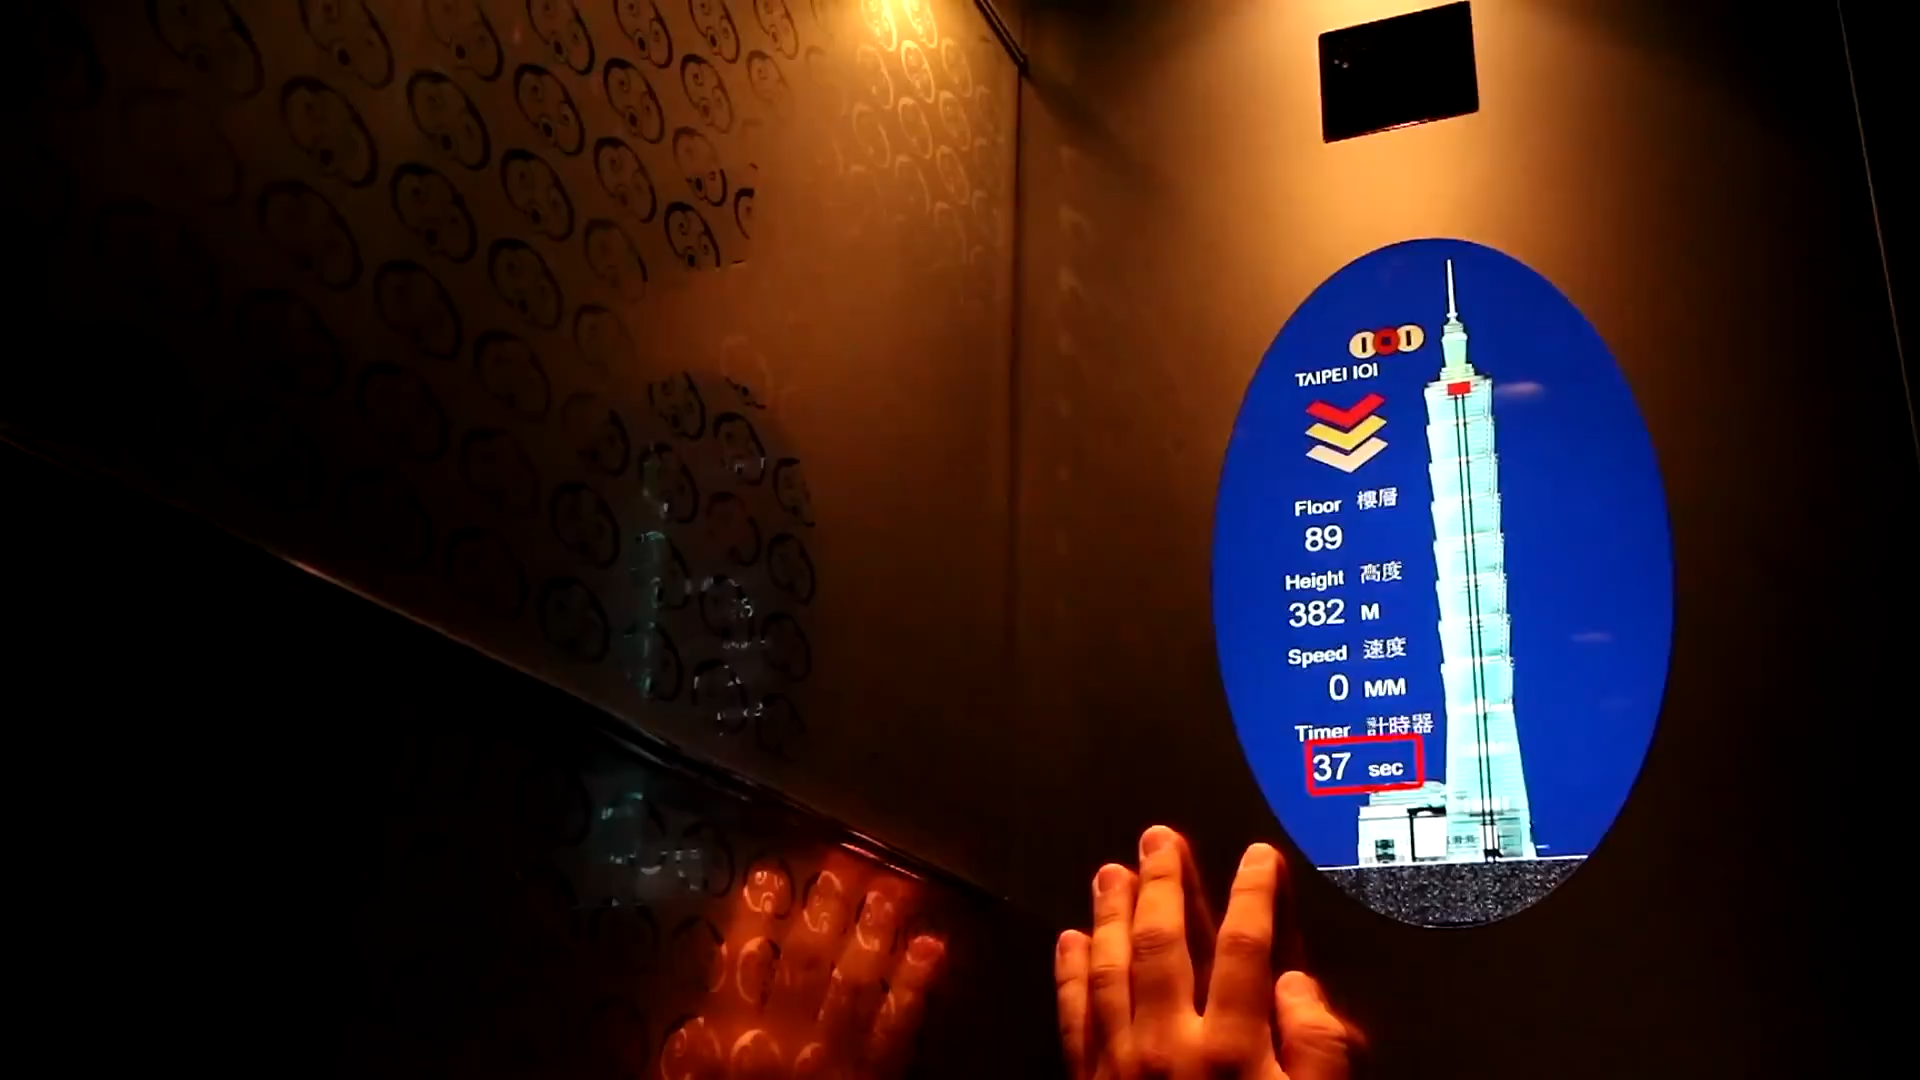 TAIPEI 101
Floor 樓層
89
Height 高度
382 M
Speed 速度
0 M/M
Timer 計時器
37 sec